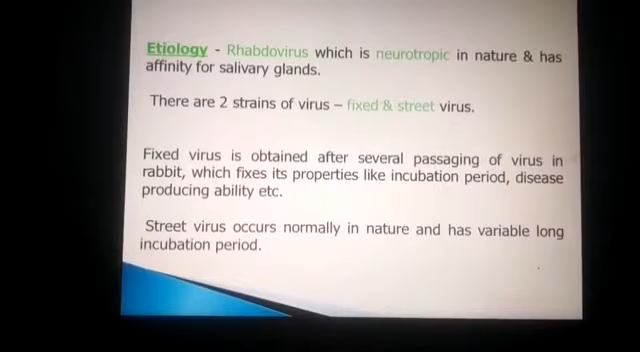 Etiology - Rhabdovirus which is neurotropic in nature & has
affinity for salivary glands.
There are 2 strains of virus – fixed & street virus.
Fixed virus is obtained after several passaging of virus in
rabbit, which fixes its properties like incubation period, disease
producing ability etc.
Street virus occurs normally in nature and has variable long
incubation period.